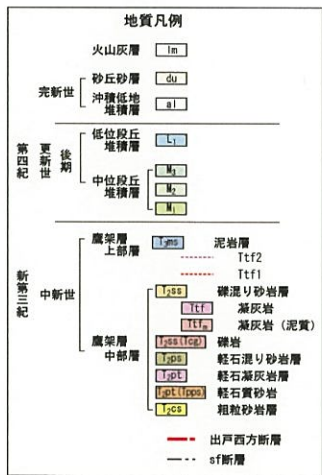 地質凡例
火山灰層 lm
完新世 砂丘砂層 du
沖積低地堆積層 al
第四紀 更新世 後期 低位段丘堆積層 L1
中位段丘堆積層 M3
M2
M1
新第三紀 中新世 鷹架層上部層 T3ms 泥岩層
Ttf2
Ttf1
鷹架層中部層 T2ss 礫混り砂岩層
Ttf 凝灰岩
Ttfm 凝灰岩(泥質)
T2ss(Tcg) 礫岩
T2ps 軽石混り砂岩層
T2pt 軽石凝灰岩層
T2pt(Tpps) 軽石質砂岩
T2cs 粗粒砂岩層
出戸西方断層
sf断層